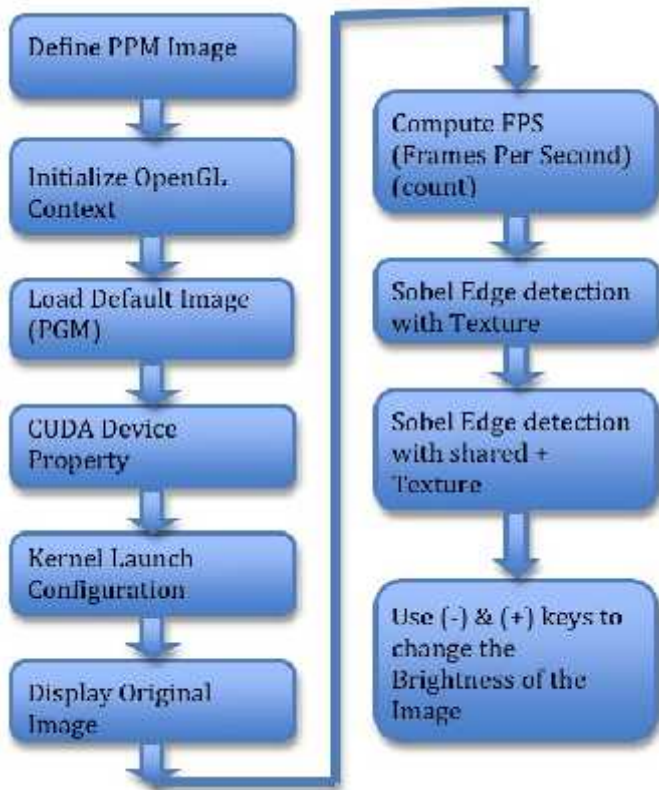 Define PPM Image
Initialize OpenGL
Context
Load Default Image
(PGM)
CUDA Device
Property
Kernel Launch
Configuration
Display Original
Image
Compute FPS
(Frames Per Second)
(count)
Sobel Edge detection
with Texture
Sobel Edge detection
with shared +
Texture
Use (-) & (+) keys to
change the
Brightness of the
Image